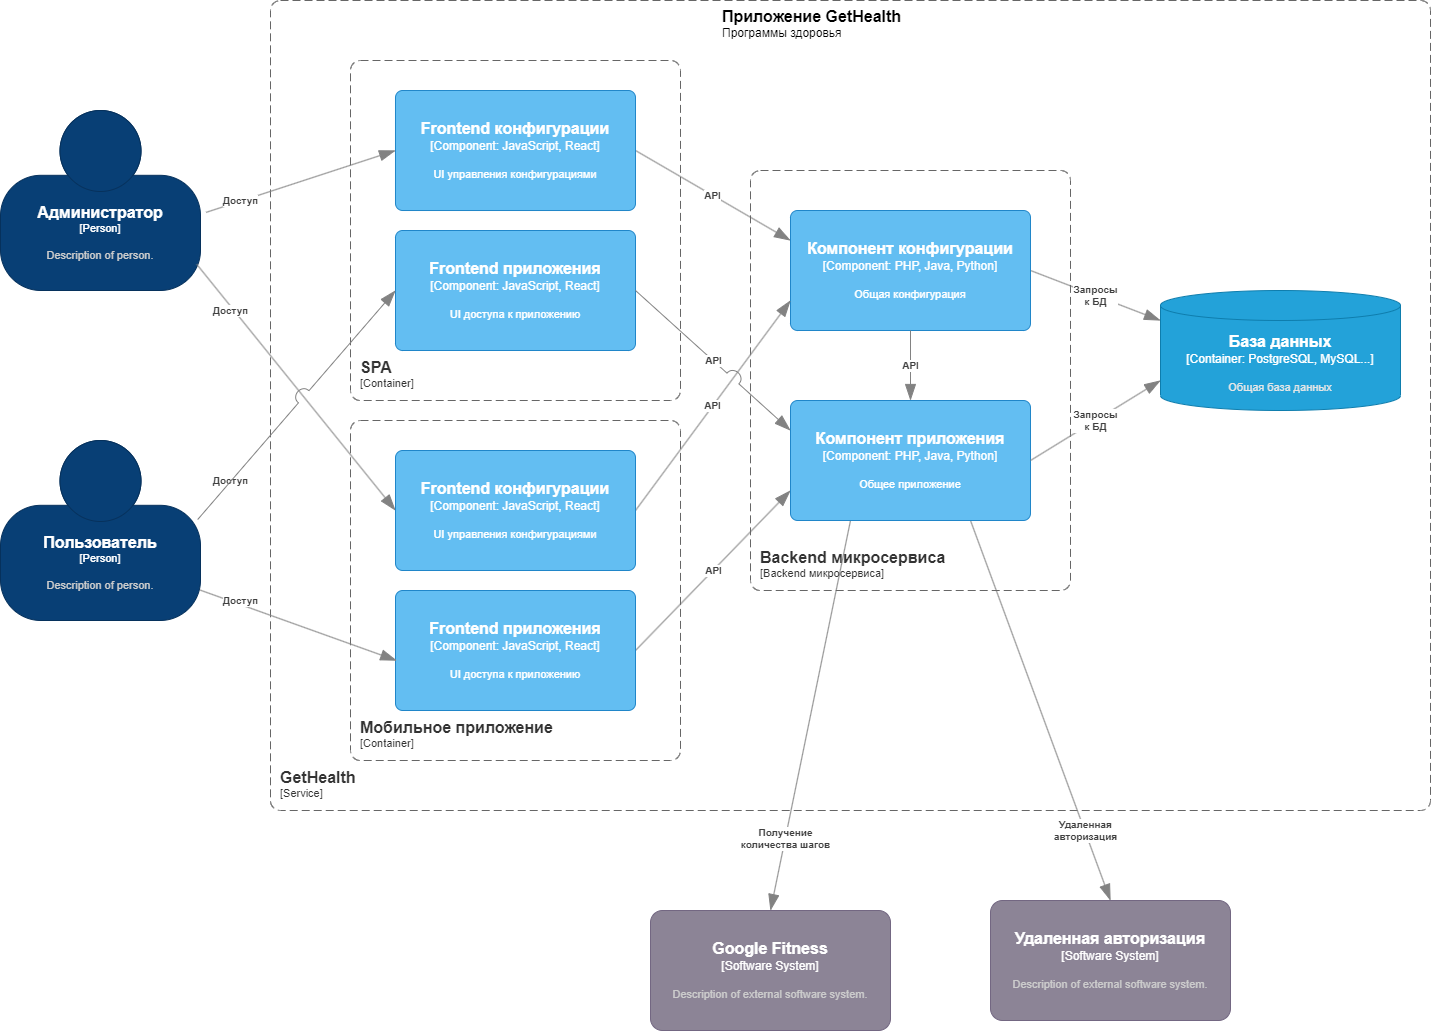 Приложение GetHealth
Программы здоровья
Администратор
[Person]
Description of person.
Пользователь
[Person]
Description of person.
Доступ
Доступ
Доступ
Доступ
Frontend конфигурации
[Component: JavaScript, React]
UI управления конфигурациями
Frontend приложения
[Component: JavaScript, React]
UI доступа к приложению
SPA
[Container]
Frontend конфигурации
[Component: JavaScript, React]
UI управления конфигурациями
Frontend приложения
[Component: JavaScript, React]
UI доступа к приложению
Мобильное приложение
[Container]
GetHealth
[Service]
API
API
API
API
Компонент конфигурации
[Component: PHP, Java, Python]
Общая конфигурация
API
Компонент приложения
[Component: PHP, Java, Python]
Общее приложение
Backend микросервиса
[Backend микросервиса]
Запросы
к БД
Запросы
к БД
База данных
[Container: PostgreSQL, MySQL...]
Общая база данных
Получение
количества шагов
Удаленная
авторизация
Google Fitness
[Software System]
Description of external software system.
Удаленная авторизация
[Software System]
Description of external software system.